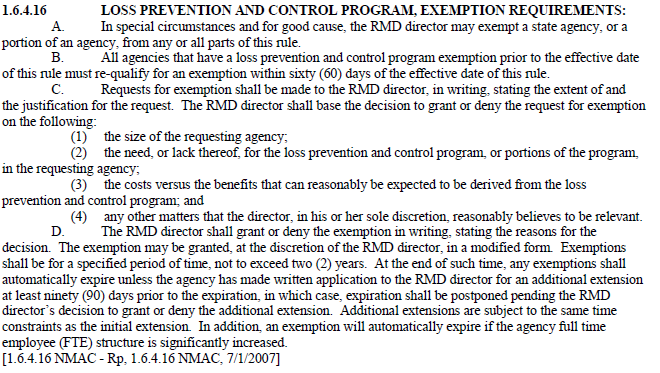 1.6.4.16 LOSS PREVENTION AND CONTROL PROGRAM, EXEMPTION REQUIREMENTS:
A. In special circumstances and for good cause, the RMD director may exempt a state agency, or a
portion of an agency, from any or all parts of this rule.
B. All agencies that have a loss prevention and control program exemption prior to the effective date
of this rule must re-qualify for an exemption within sixty (60) days of the effective date of this rule.
C. Requests for exemption shall be made to the RMD director, in writing, stating the extent of and
the justification for the request. The RMD director shall base the decision to grant or deny the request for exemption
on the following:
(1) the size of the requesting agency;
(2) the need, or lack thereof, for the loss prevention and control program, or portions of the program,
in the requesting agency;
(3) the costs versus the benefits that can reasonably be expected to be derived from the loss
prevention and control program; and
(4) any other matters that the director, in his or her sole discretion, reasonably believes to be relevant.
D. The RMD director shall grant or deny the exemption in writing, stating the reasons for the
decision. The exemption may be granted, at the discretion of the RMD director, in a modified form. Exemptions
shall be for a specified period of time, not to exceed two (2) years. At the end of such time, any exemptions shall
automatically expire unless the agency has made written application to the RMD director for an additional extension
at least ninety (90) days prior to the expiration, in which case, expiration shall be postponed pending the RMD
director's decision to grant or deny the additional extension. Additional extensions are subject to the same time
constraints as the initial extension. In addition, an exemption will automatically expire if the agency full time
employee (FTE) structure is significantly increased.
[1.6.4.16 NMAC - Rp, 1.6.4.16 NMAC, 7/1/2007]